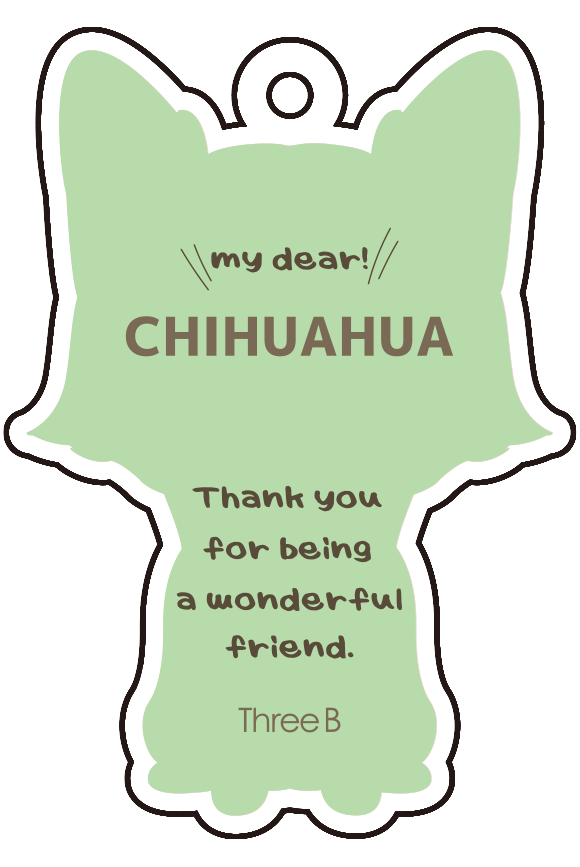 my dear!
CHIHUAHUA
Thank you
for being
a wonderful
friend.
Three B